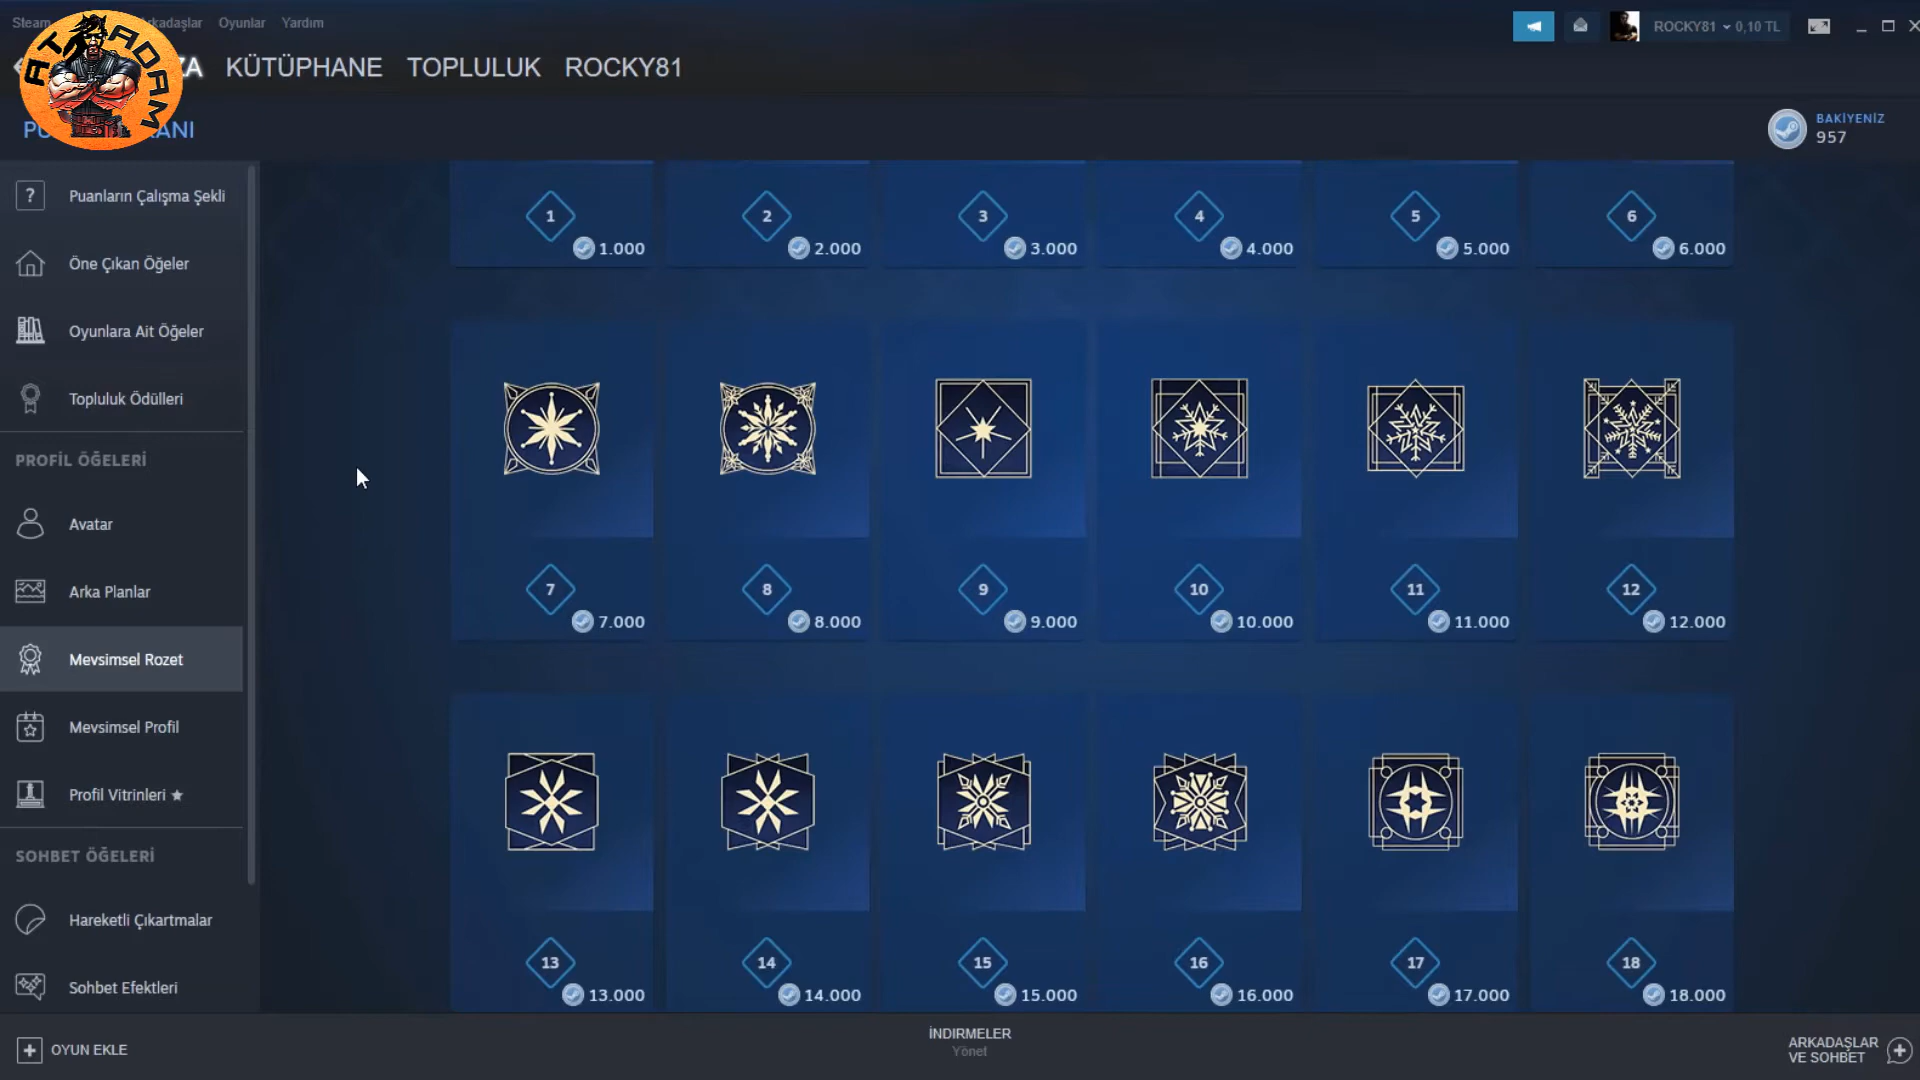 Steam
Arkadaşlar
Oyunlar
Yardım
ROCKY81
0,10 TL
AT ADAM
KÜTÜPHANE
TOPLULUK
ROCKY81
BAKİYENİZ
957
?
Puanların Çalışma Şekli
Öne Çıkan Öğeler
Oyunlara Ait Öğeler
Topluluk Ödülleri
PROFİL ÖĞELERİ
Avatar
Arka Planlar
Mevsimsel Rozet
Mevsimsel Profil
Profil Vitrinleri ★
SOHBET ÖĞELERİ
Hareketli Çıkartmalar
Sohbet Efektleri
1
2
3
4
5
6
1.000
2.000
3.000
4.000
5.000
6.000
7
8
9
10
11
12
7.000
8.000
9.000
10.000
11.000
12.000
13
14
15
16
17
18
13.000
14.000
15.000
16.000
17.000
18.000
OYUN EKLE
İNDİRMELER
Yönet
ARKADAŞLAR
VE SOHBET